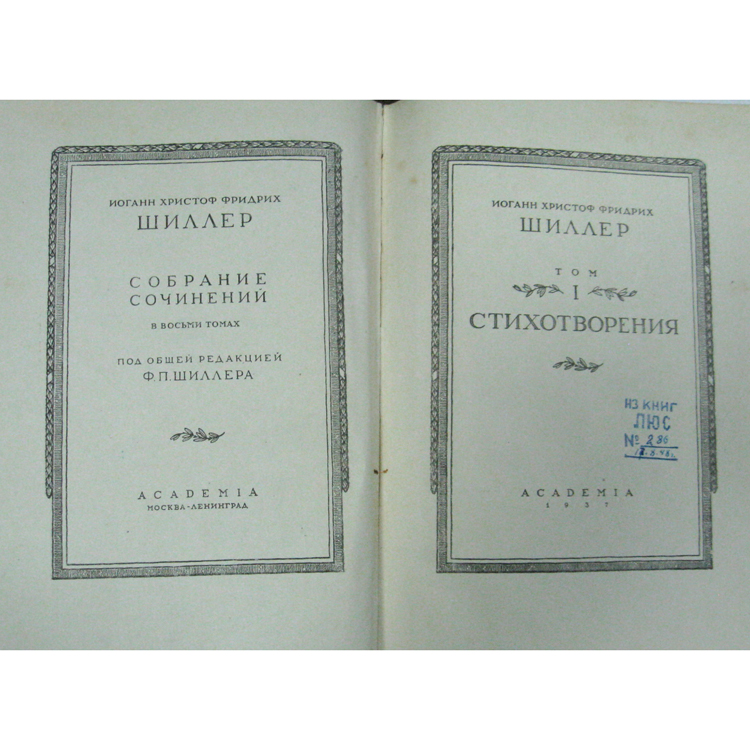 ИОГАНН ХРИСТОФ ФРИДРИХ
ШИЛЛЕР
СОБРАНИЕ
СОЧИНЕНИЙ
В ВОСЬМИ ТОМАХ
ПОД ОБЩЕЙ РЕДАКЦИЕЙ
Ф. П. ШИЛЛЕРА
ACADEMIA
МОСКВА-ЛЕНИНГРАД
ИОГАНН ХРИСТОФ ФРИДРИХ
ШИЛЛЕР
ТОМ
I
СТИХОТВОРЕНИЯ
ИЗ КНИГ
ЛЮС
№ 236
ACADEMIA
1937